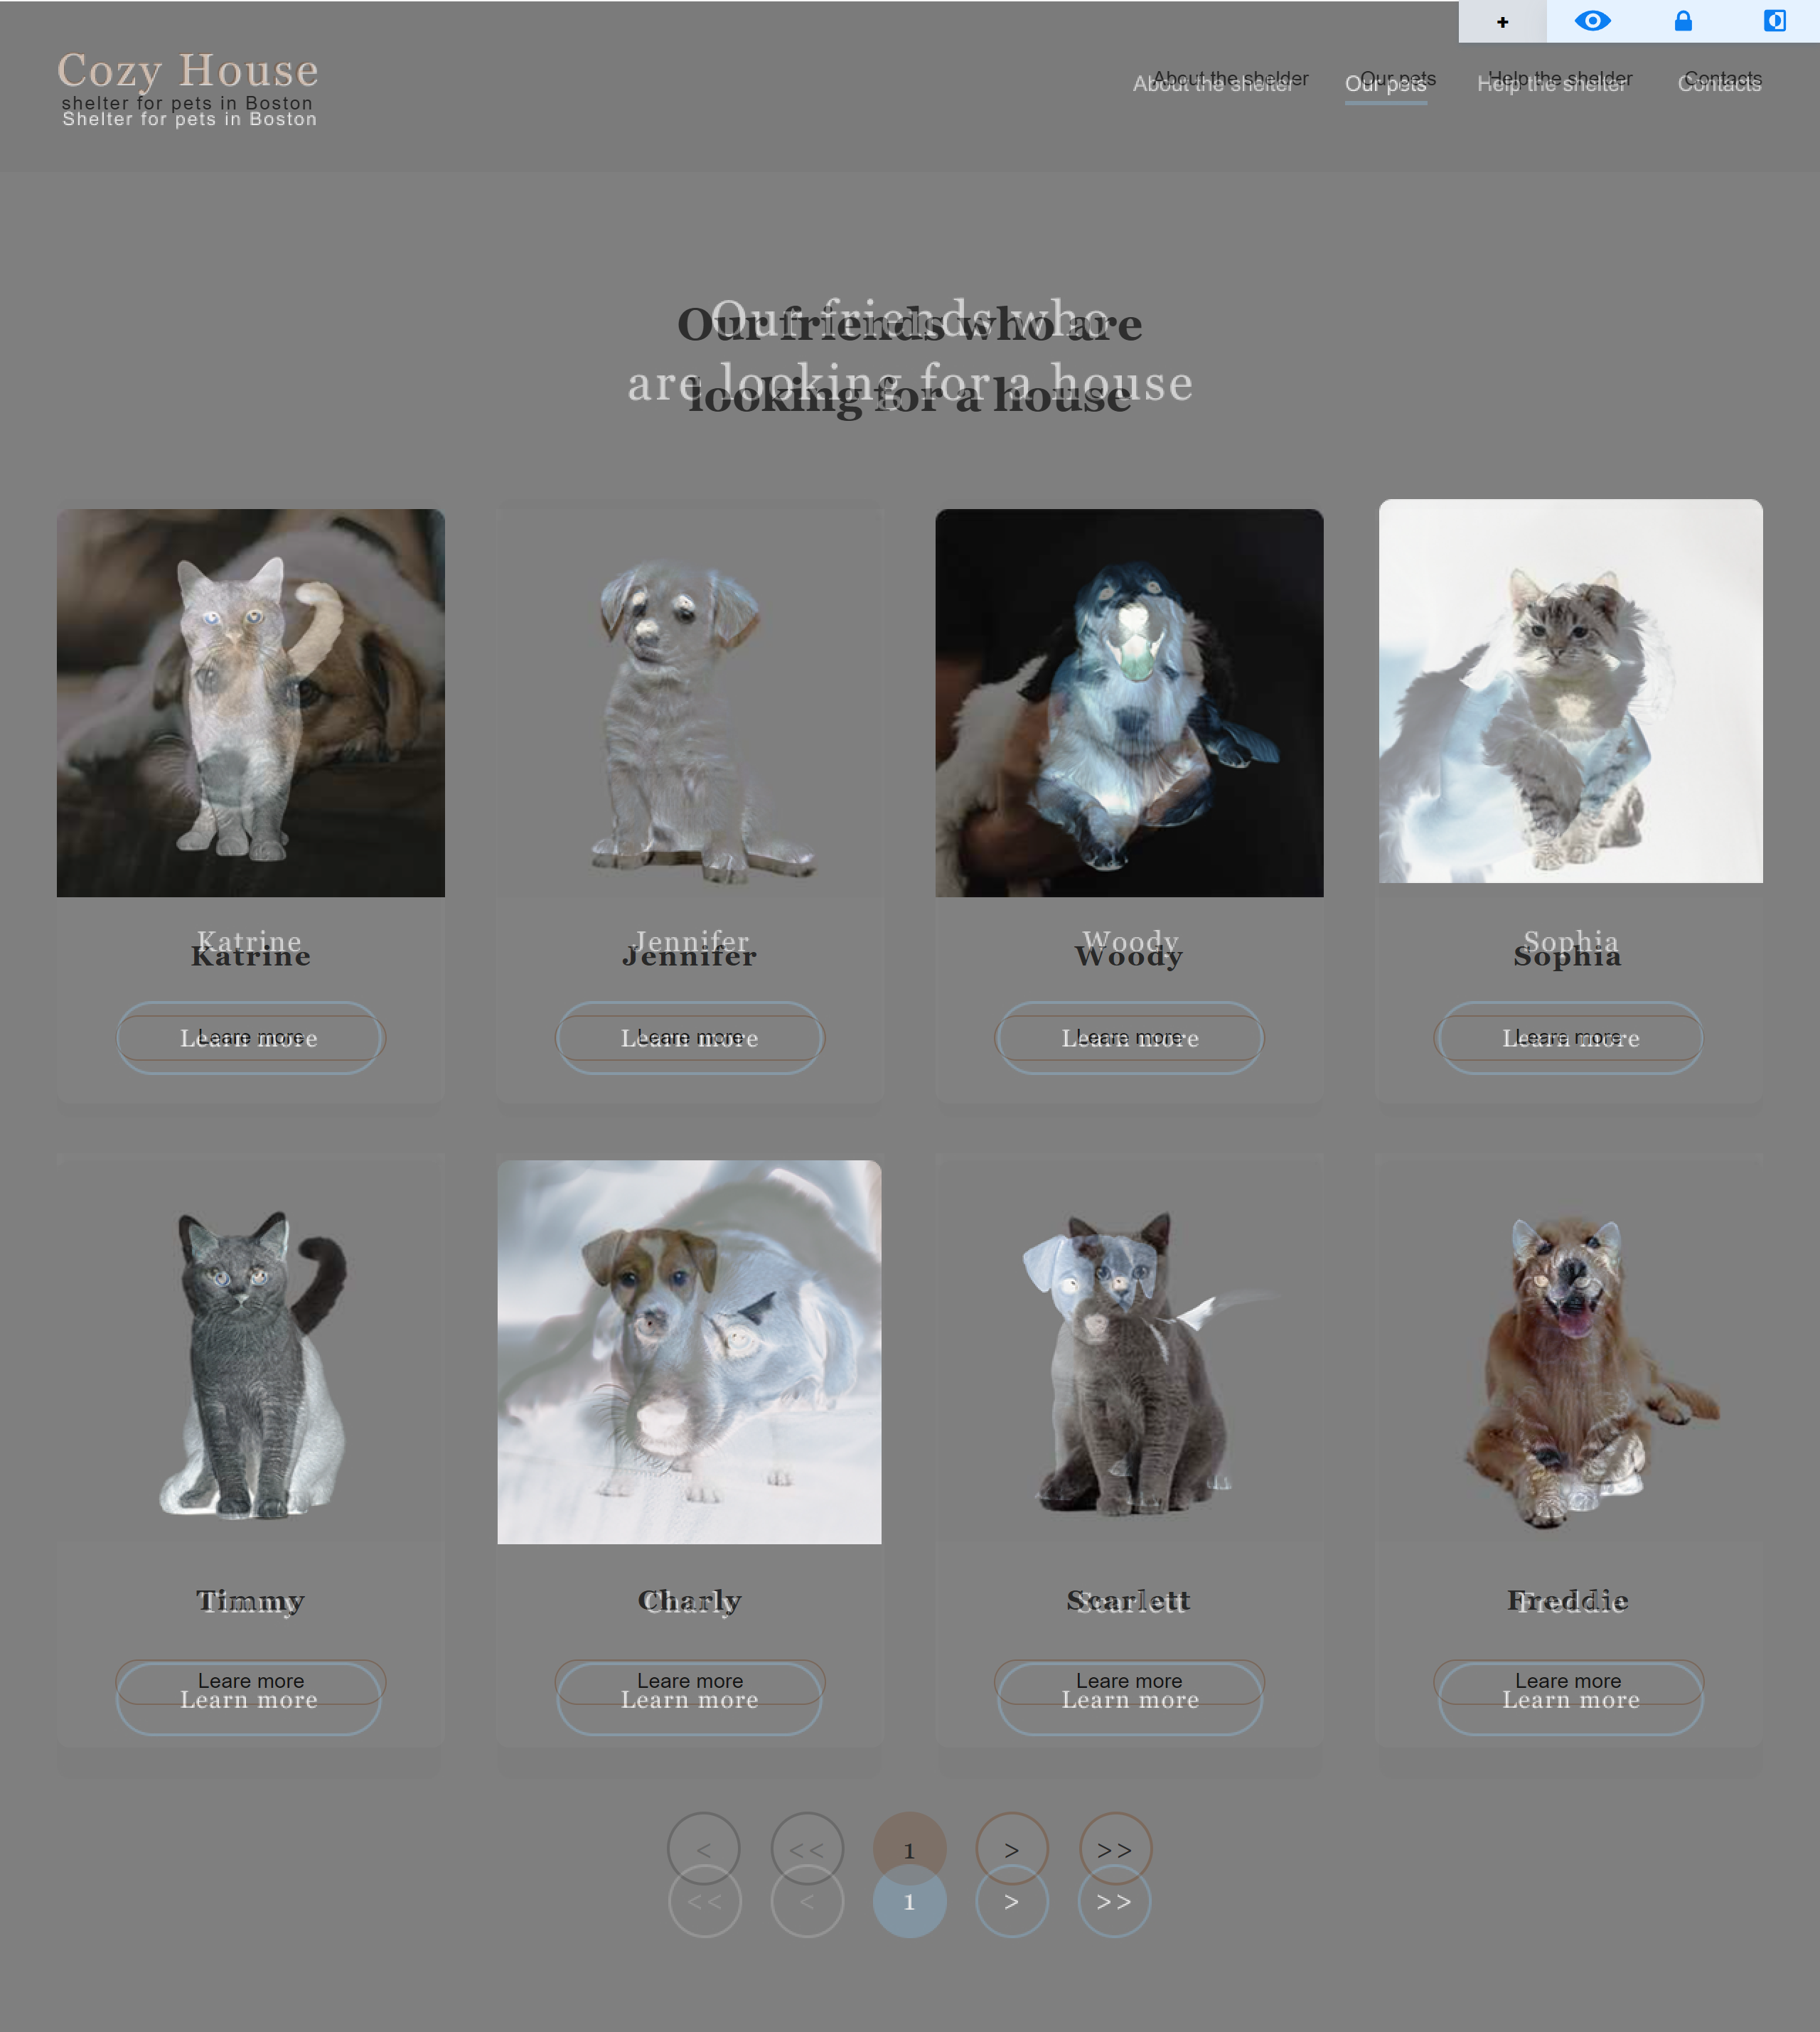 +
Cozy House
shelter for pets in Boston
Shelter for pets in Boston
About the shelder Our pets Help the shelder Contacts
About the shelter Our pets Help the shelter Contacts
Our friends who
Our friends who are
are looking for a house
looking for a house
Katrine Jennifer Woody Sophia
Katrine Jennifer Woody Sophia
Leare more Leare more Leare more Leare more
Learn more Learn more Learn more Learn more
Timmy Charly Scarlett Freddie
Timmy Charly Scarlett Freddie
Leare more Leare more Leare more Leare more
Learn more Learn more Learn more Learn more
< << 1 > >>
<< < 1 > >>